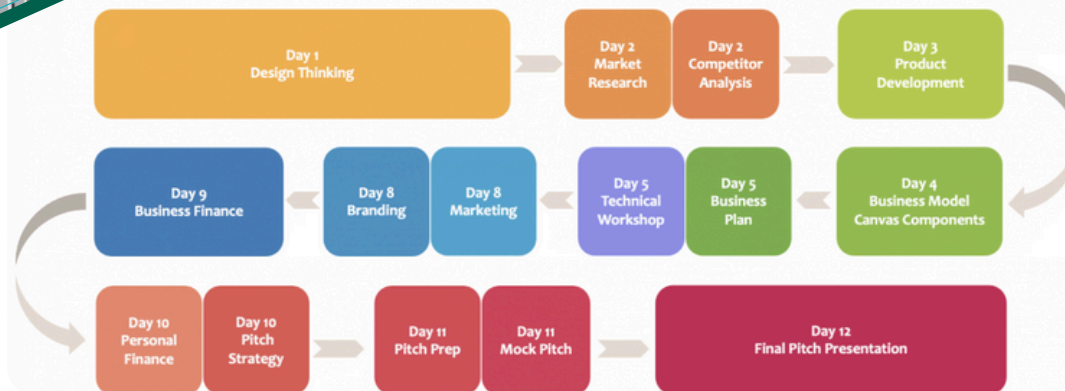 Day 1
Design Thinking
Day 2
Market
Research
Day 2
Competitor
Analysis
Day 3
Product
Development
Day 4
Business Model
Canvas Components
Day 5
Business
Plan
Day 5
Technical
Workshop
Day 8
Marketing
Day 8
Branding
Day 9
Business Finance
Day 10
Personal
Finance
Day 10
Pitch
Strategy
Day 11
Pitch Prep
Day 11
Mock Pitch
Day 12
Final Pitch Presentation